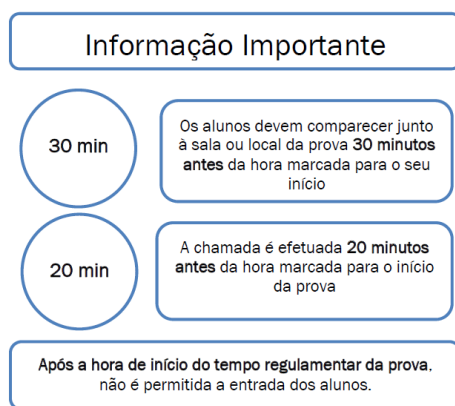 Informação Importante
30 min
Os alunos devem comparecer junto
à sala ou local da prova 30 minutos
antes da hora marcada para o seu
início
20 min
A chamada é efetuada 20 minutos
antes da hora marcada para o início
da prova
Após a hora de início do tempo regulamentar da prova,
não é permitida a entrada dos alunos.